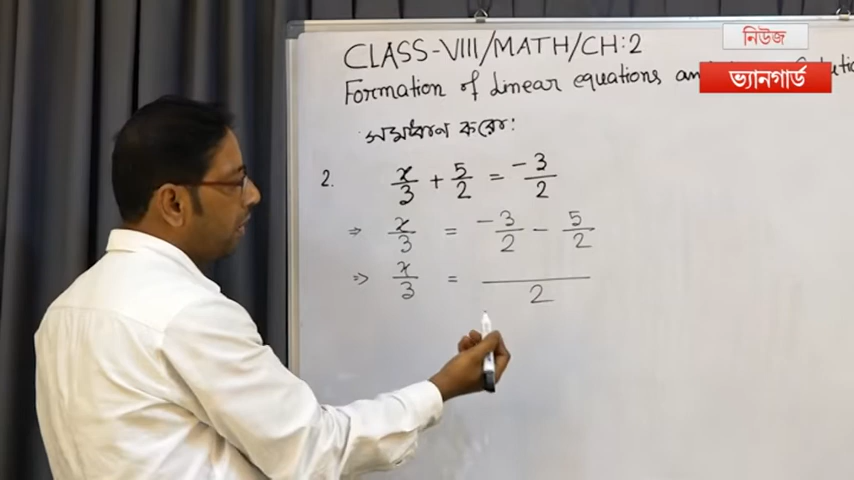 CLASS-VIII/MATH/CH:2
নিউজ
Formation of Linear equations an
ভ্যানগার্ড
সমাধান করো:
2. x/3 + 5/2 = -3/2
⇒ x/3 = -3/2 - 5/2
⇒ x/3 = /2